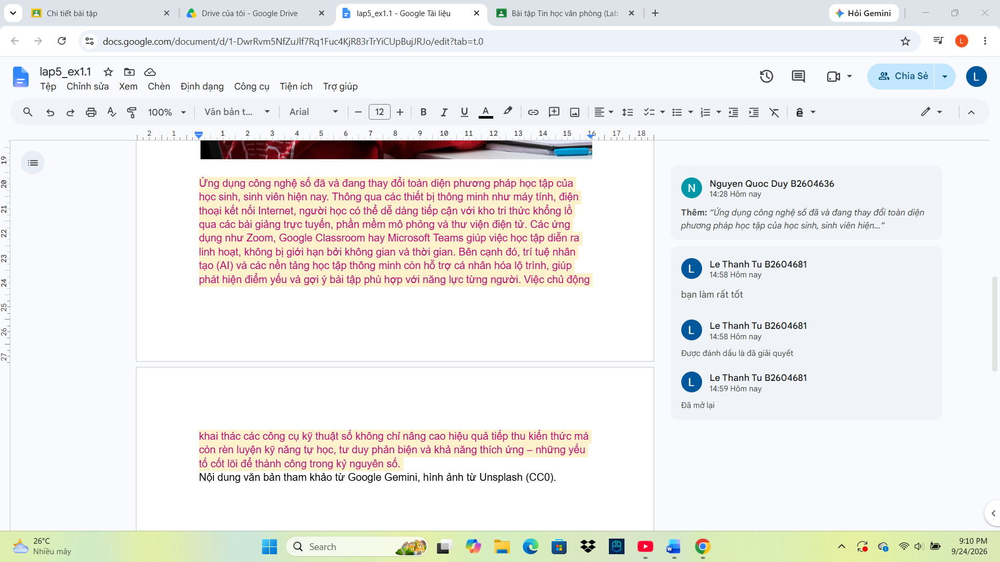 Chi tiết bài tập
Drive của tôi - Google Drive
lap5_ex1.1 - Google Tài liệu
Bài tập Tin học văn phòng (Lab
Hỏi Gemini
docs.google.com/document/d/1-DwrRvm5NfZuJlf7Rq1Fuc4KjR83rTrYiCUpBujJRJo/edit?tab=t.0
L
lap5_ex1.1
Tệp Chỉnh sửa Xem Chèn Định dạng Công cụ Tiện ích Trợ giúp
Chia Sẻ
L
100% Văn bản t... Arial 12 B I U A
2 1 1 2 3 4 5 6 7 8 9 10 11 12 13 14 15 16 17 18
19
20
21
22
23
24
25
26
27
Ứng dụng công nghệ số đã và đang thay đổi toàn diện phương pháp học tập của
học sinh, sinh viên hiện nay. Thông qua các thiết bị thông minh như máy tính, điện
thoại kết nối Internet, người học có thể dễ dàng tiếp cận với kho tri thức khổng lồ
qua các bài giảng trực tuyến, phần mềm mô phỏng và thư viện điện tử. Các ứng
dụng như Zoom, Google Classroom hay Microsoft Teams giúp việc học tập diễn ra
linh hoạt, không bị giới hạn bởi không gian và thời gian. Bên cạnh đó, trí tuệ nhân
tạo (AI) và các nền tảng học tập thông minh còn hỗ trợ cá nhân hóa lộ trình, giúp
phát hiện điểm yếu và gợi ý bài tập phù hợp với năng lực từng người. Việc chủ động
khai thác các công cụ kỹ thuật số không chỉ nâng cao hiệu quả tiếp thu kiến thức mà
còn rèn luyện kỹ năng tự học, tư duy phản biện và khả năng thích ứng – những yếu
tố cốt lõi để thành công trong kỷ nguyên số.
Nội dung văn bản tham khảo từ Google Gemini, hình ảnh từ Unsplash (CC0).
N
Nguyen Quoc Duy B2604636
14:28 Hôm nay
Thêm: “Ứng dụng công nghệ số đã và đang thay đổi toàn diện
phương pháp học tập của học sinh, sinh viên hiện...”
L
Le Thanh Tu B2604681
14:58 Hôm nay
bạn làm rất tốt
L
Le Thanh Tu B2604681
14:58 Hôm nay
Được đánh dấu là đã giải quyết
L
Le Thanh Tu B2604681
14:59 Hôm nay
Đã mở lại
26°C
Nhiều mây
Search
9:10 PM
9/24/2026